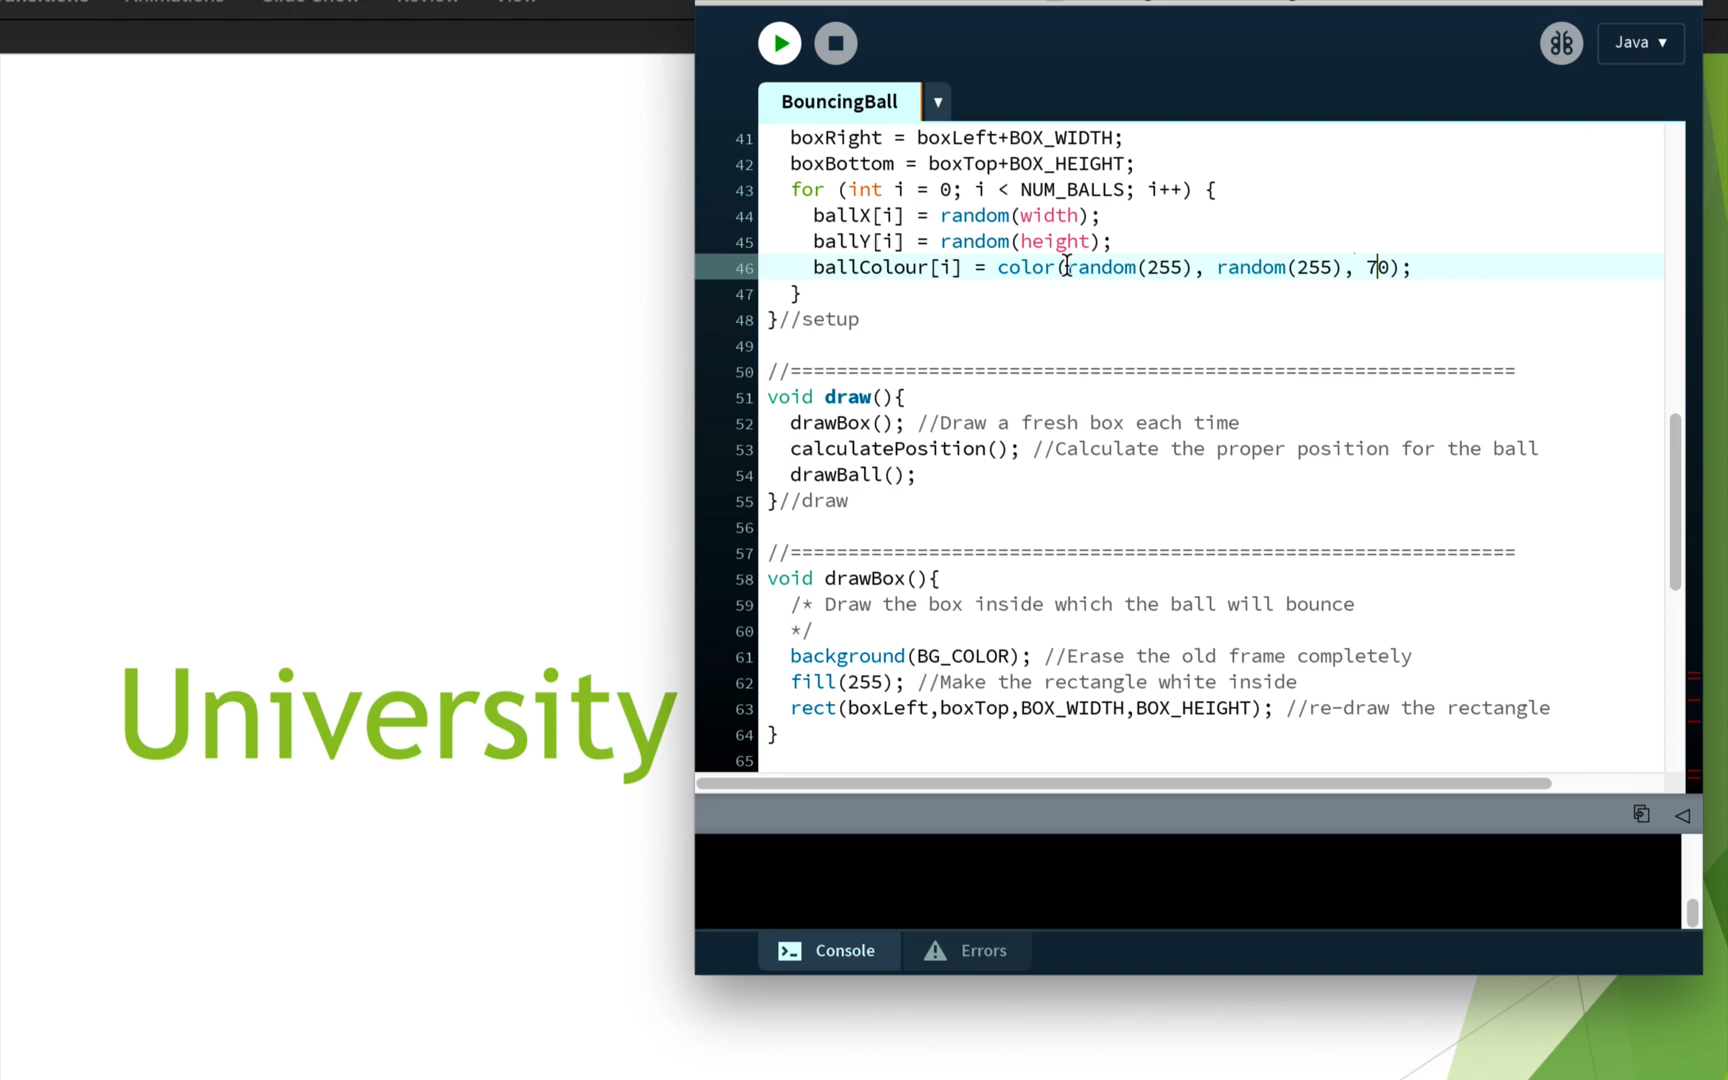 Java ▼
BouncingBall ▼
41 boxRight = boxLeft+BOX_WIDTH;
42 boxBottom = boxTop+BOX_HEIGHT;
43 for (int i = 0; i < NUM_BALLS; i++) {
44 ballX[i] = random(width);
45 ballY[i] = random(height);
46 ballColour[i] = color(random(255), random(255), 70);
47 }
48 }//setup
49
50 //================================================================
51 void draw(){
52 drawBox(); //Draw a fresh box each time
53 calculatePosition(); //Calculate the proper position for the ball
54 drawBall();
55 }//draw
56
57 //================================================================
58 void drawBox(){
59 /* Draw the box inside which the ball will bounce
60 */
61 background(BG_COLOR); //Erase the old frame completely
62 fill(255); //Make the rectangle white inside
63 rect(boxLeft,boxTop,BOX_WIDTH,BOX_HEIGHT); //re-draw the rectangle
64 }
65
University
Console Errors